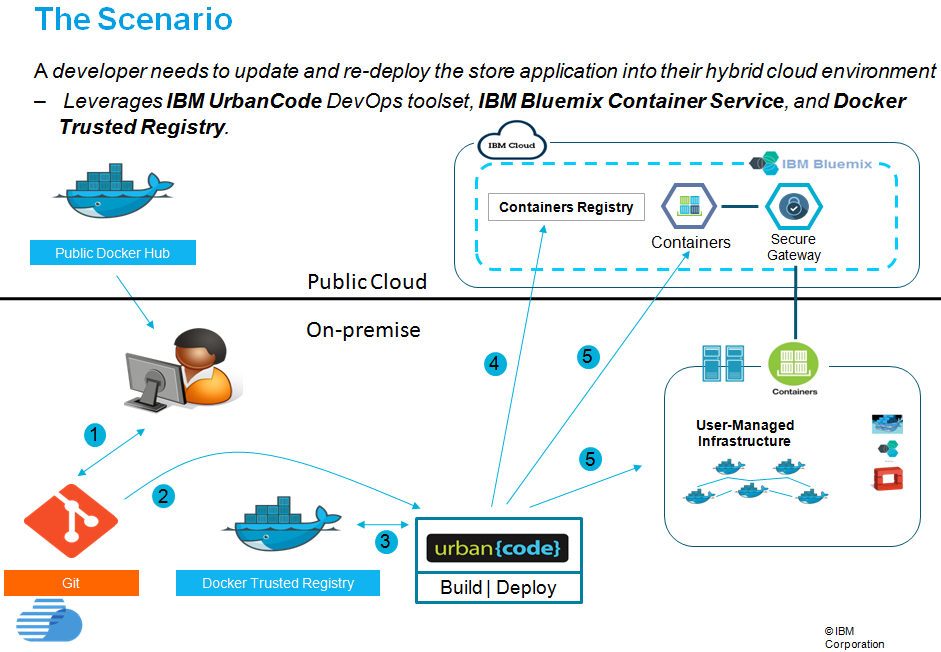 The Scenario
A developer needs to update and re-deploy the store application into their hybrid cloud environment
– Leverages IBM UrbanCode DevOps toolset, IBM Bluemix Container Service, and Docker
Trusted Registry.
IBM Cloud
IBM Bluemix
Containers Registry
Containers
Secure
Gateway
Public Docker Hub
Public Cloud
On-premise
4
5
Containers
User-Managed
Infrastructure
1
5
2
3
urban{code}
Build | Deploy
Git
Docker Trusted Registry
© IBM
Corporation